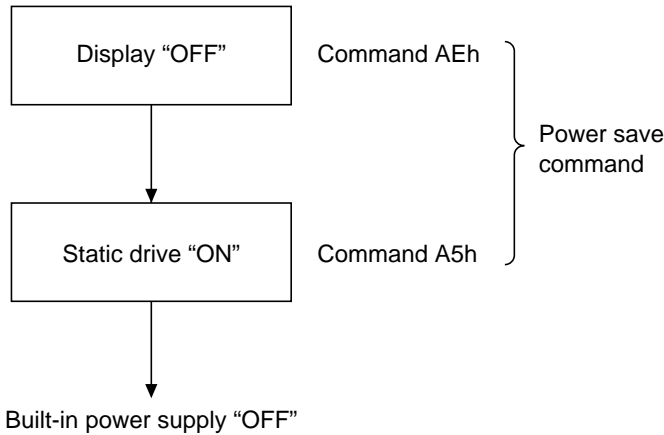 Display “OFF”
Command AEh
Power save
command
Static drive “ON”
Command A5h
Built-in power supply “OFF”